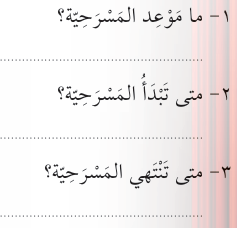 ١- ما مَوْعِد المَسْرَحِيّة؟
........................................
٢- متى تَبْدَأُ المَسْرَحِيّة؟
........................................
٣- متى تَنْتَهي المَسْرَحِيّة؟
........................................